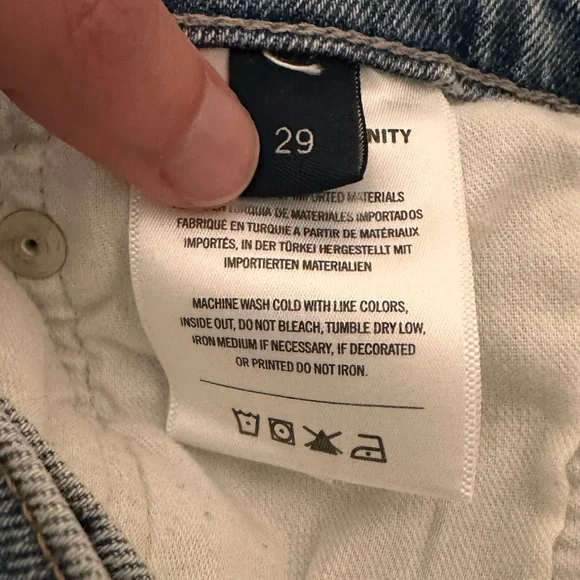 29
NITY
IMPORTED MATERIALS
TURQUIA DE MATERIALES IMPORTADOS
FABRIQUÉ EN TURQUIE A PARTIR DE MATÉRIAUX
IMPORTÉS, IN DER TÜRKEI HERGESTELLT MIT
IMPORTIERTEN MATERIALIEN
MACHINE WASH COLD WITH LIKE COLORS,
INSIDE OUT, DO NOT BLEACH, TUMBLE DRY LOW,
IRON MEDIUM IF NECESSARY, IF DECORATED
OR PRINTED DO NOT IRON.